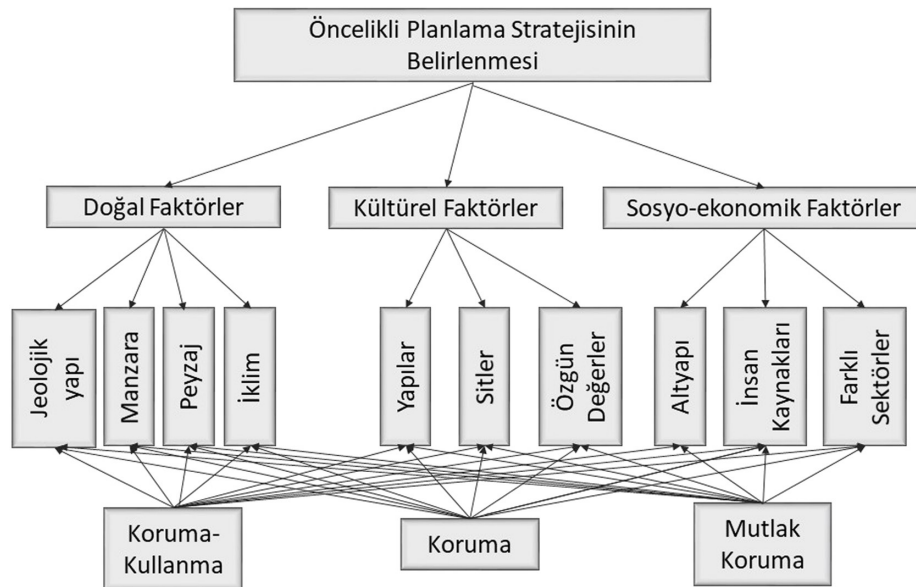 Öncelikli Planlama Stratejisinin
Belirlenmesi
Doğal Faktörler
Kültürel Faktörler
Sosyo-ekonomik Faktörler
Jeolojik
yapı
Manzara
Peyzaj
İklim
Yapılar
Sitler
Özgün
Değerler
Altyapı
İnsan
Kaynakları
Farklı
Sektörler
Koruma-
Kullanma
Koruma
Mutlak
Koruma